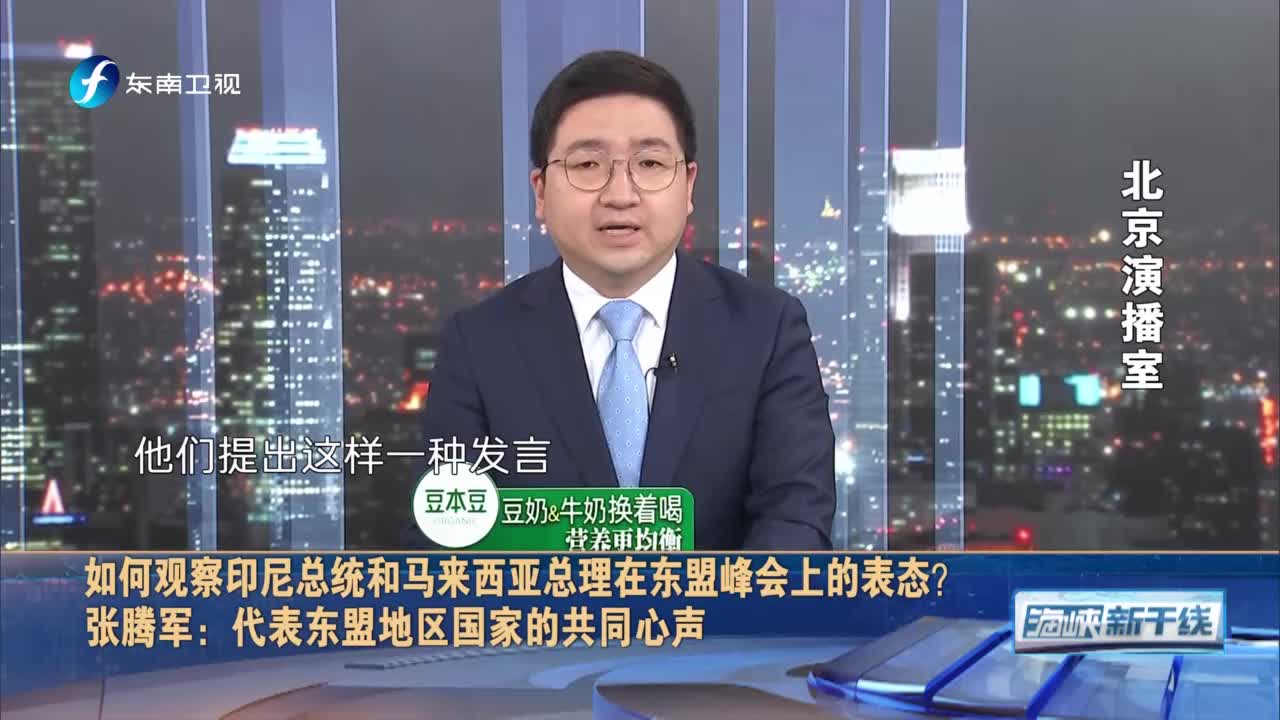 东南卫视
北京演播室
他们提出这样一种发言
豆本豆
ORGANIC
豆奶&牛奶换着喝
营养更均衡
如何观察印尼总统和马来西亚总理在东盟峰会上的表态?
张腾军：代表东盟地区国家的共同心声
海峡新干线